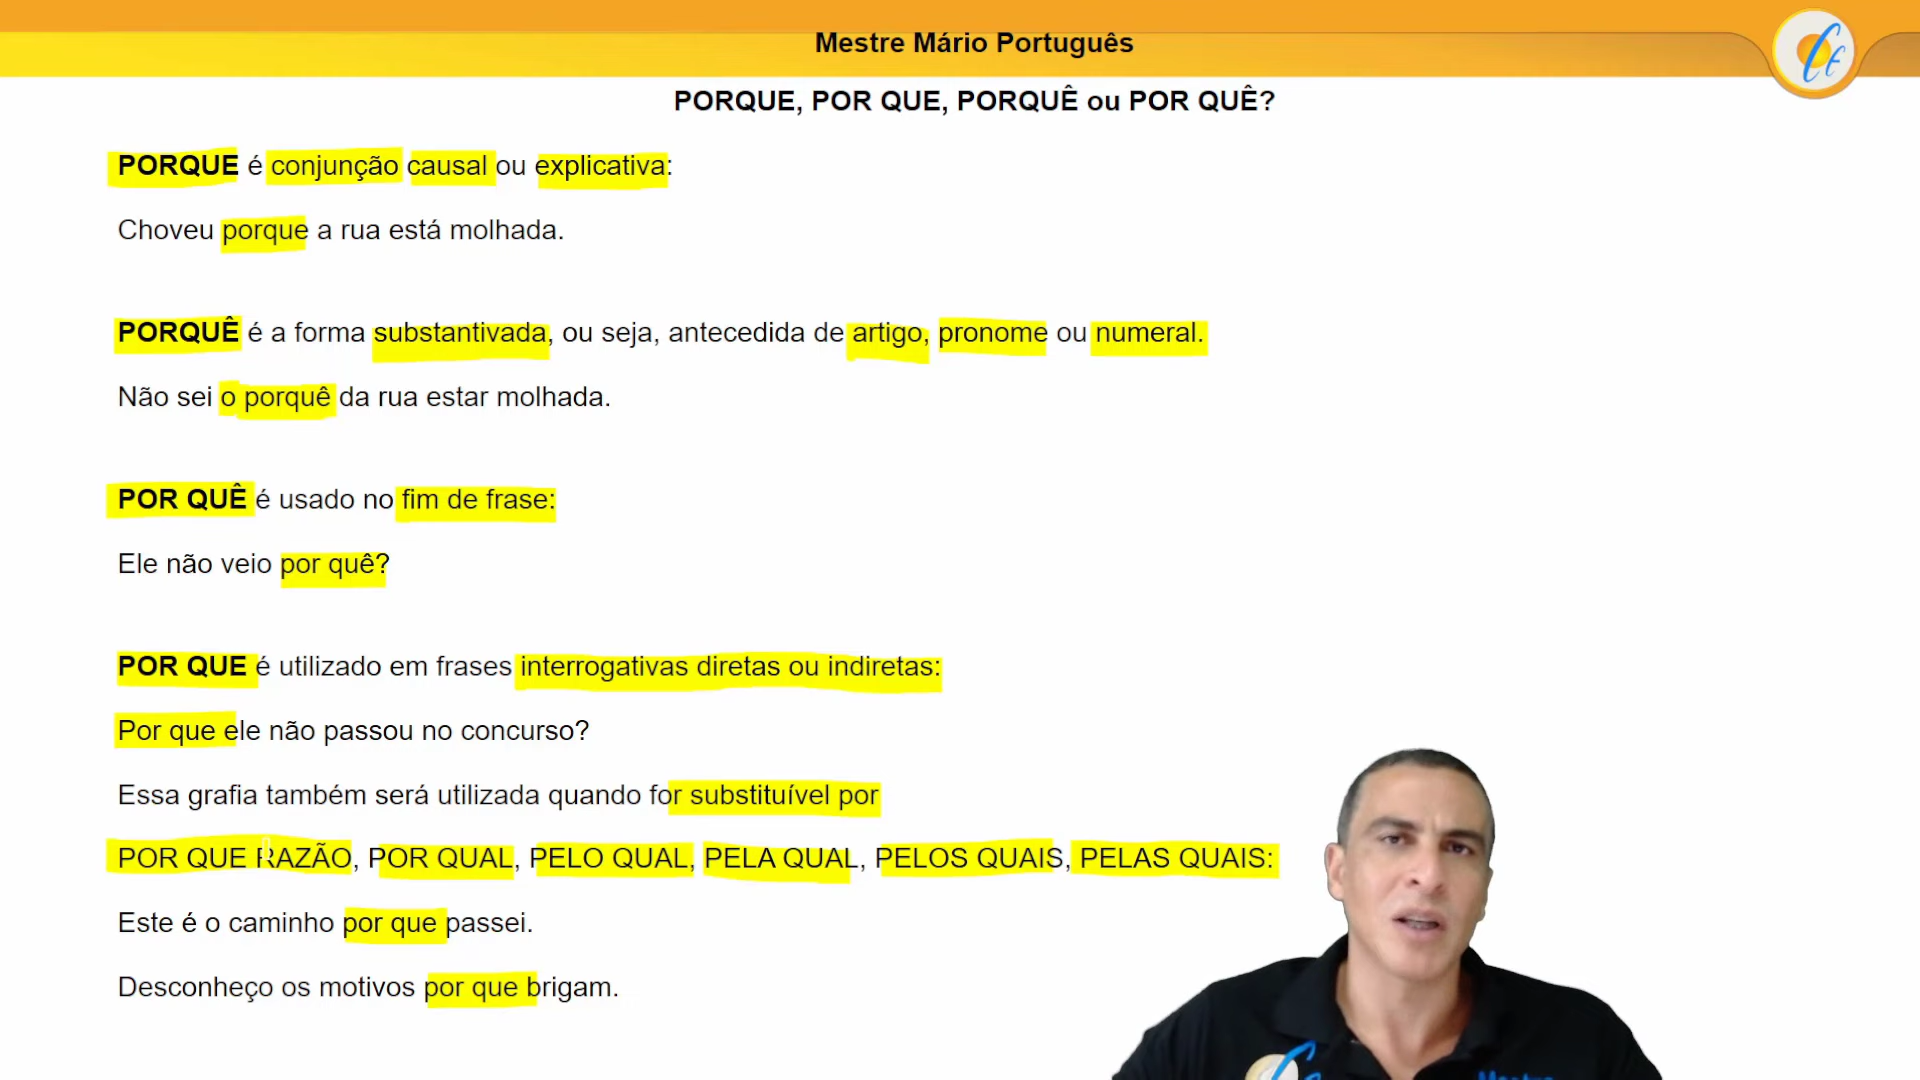 Mestre Mário Português
PORQUE, POR QUE, PORQUÊ ou POR QUÊ?
PORQUE é conjunção causal ou explicativa:
Choveu porque a rua está molhada.
PORQUÊ é a forma substantivada, ou seja, antecedida de artigo, pronome ou numeral.
Não sei o porquê da rua estar molhada.
POR QUÊ é usado no fim de frase:
Ele não veio por quê?
POR QUE é utilizado em frases interrogativas diretas ou indiretas:
Por que ele não passou no concurso?
Essa grafia também será utilizada quando for substituível por
POR QUE RAZÃO, POR QUAL, PELO QUAL, PELA QUAL, PELOS QUAIS, PELAS QUAIS:
Este é o caminho por que passei.
Desconheço os motivos por que brigam.